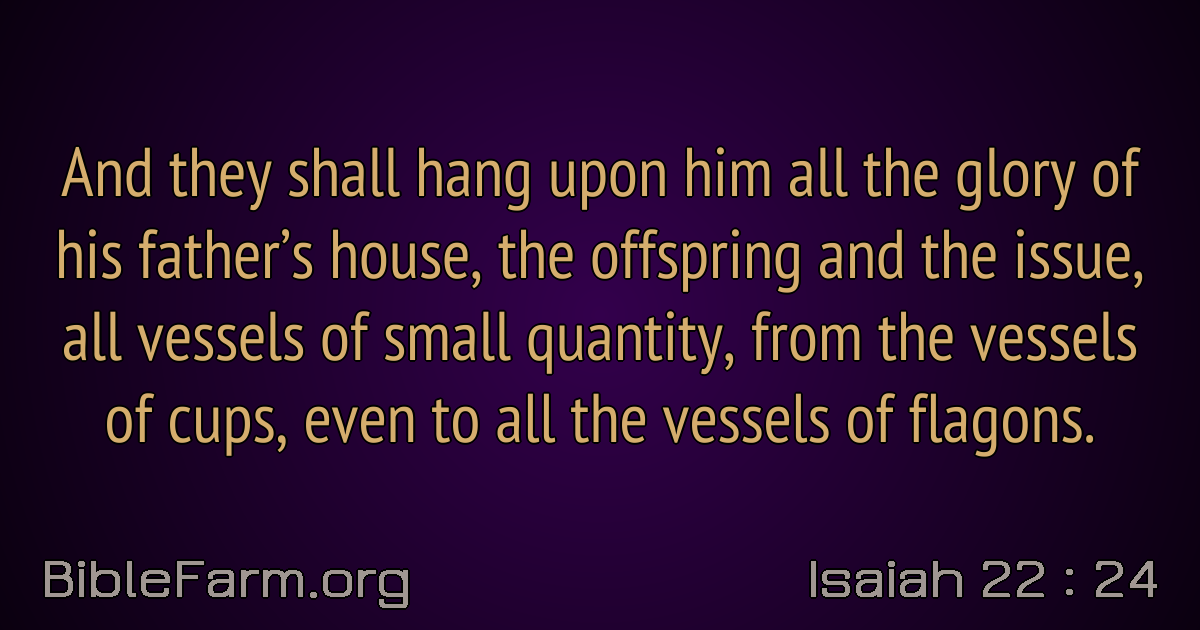 And they shall hang upon him all the glory of
his father’s house, the offspring and the issue,
all vessels of small quantity, from the vessels
of cups, even to all the vessels of flagons.
BibleFarm.org
Isaiah 22 : 24